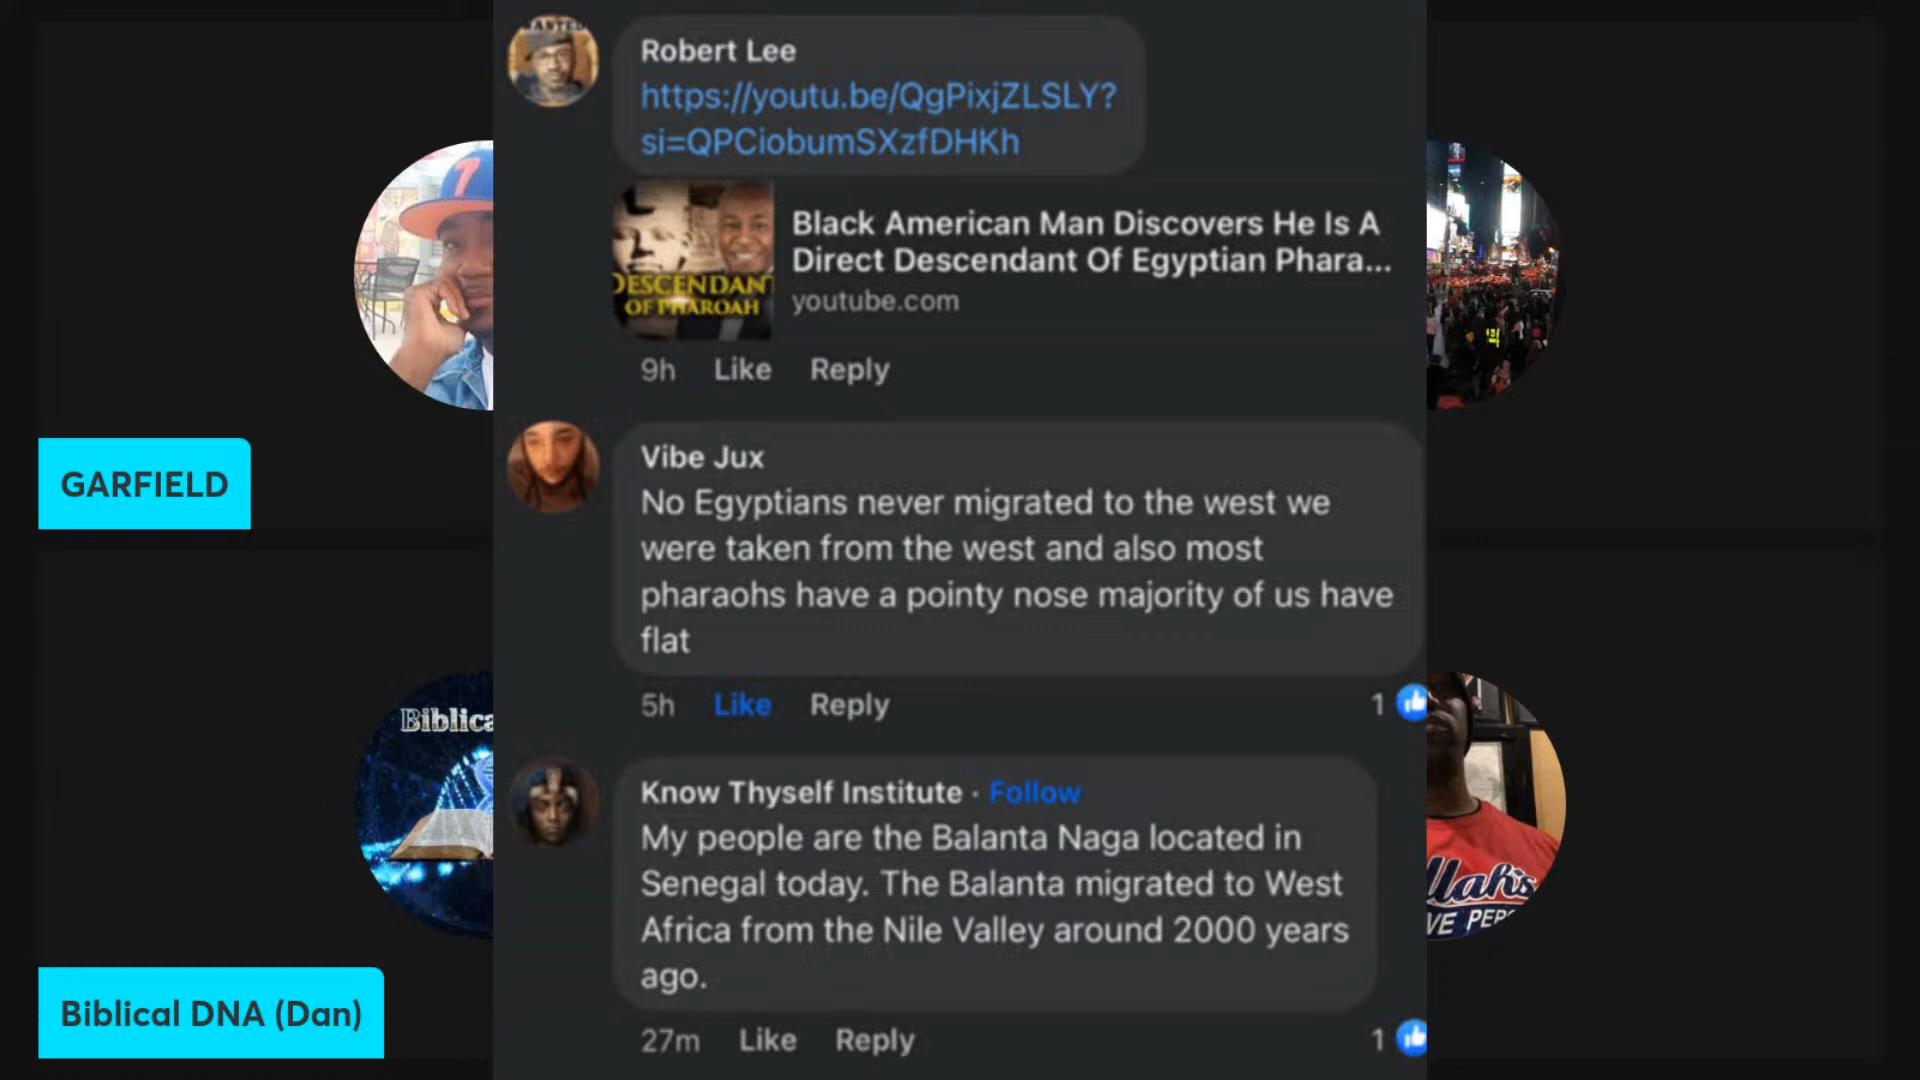 Robert Lee
https://youtu.be/QgPixjZLSLY?
si=QPCiobumSXzfDHKh
DESCENDANT
OF PHAROAH
Black American Man Discovers He Is A
Direct Descendant Of Egyptian Phara...
youtube.com
9h Like Reply
7
GARFIELD
Vibe Jux
No Egyptians never migrated to the west we
were taken from the west and also most
pharaohs have a pointy nose majority of us have
flat
5h Like Reply 1
Biblica
Know Thyself Institute · Follow
My people are the Balanta Naga located in
Senegal today. The Balanta migrated to West
Africa from the Nile Valley around 2000 years
ago.
27m Like Reply 1
Biblical DNA (Dan)